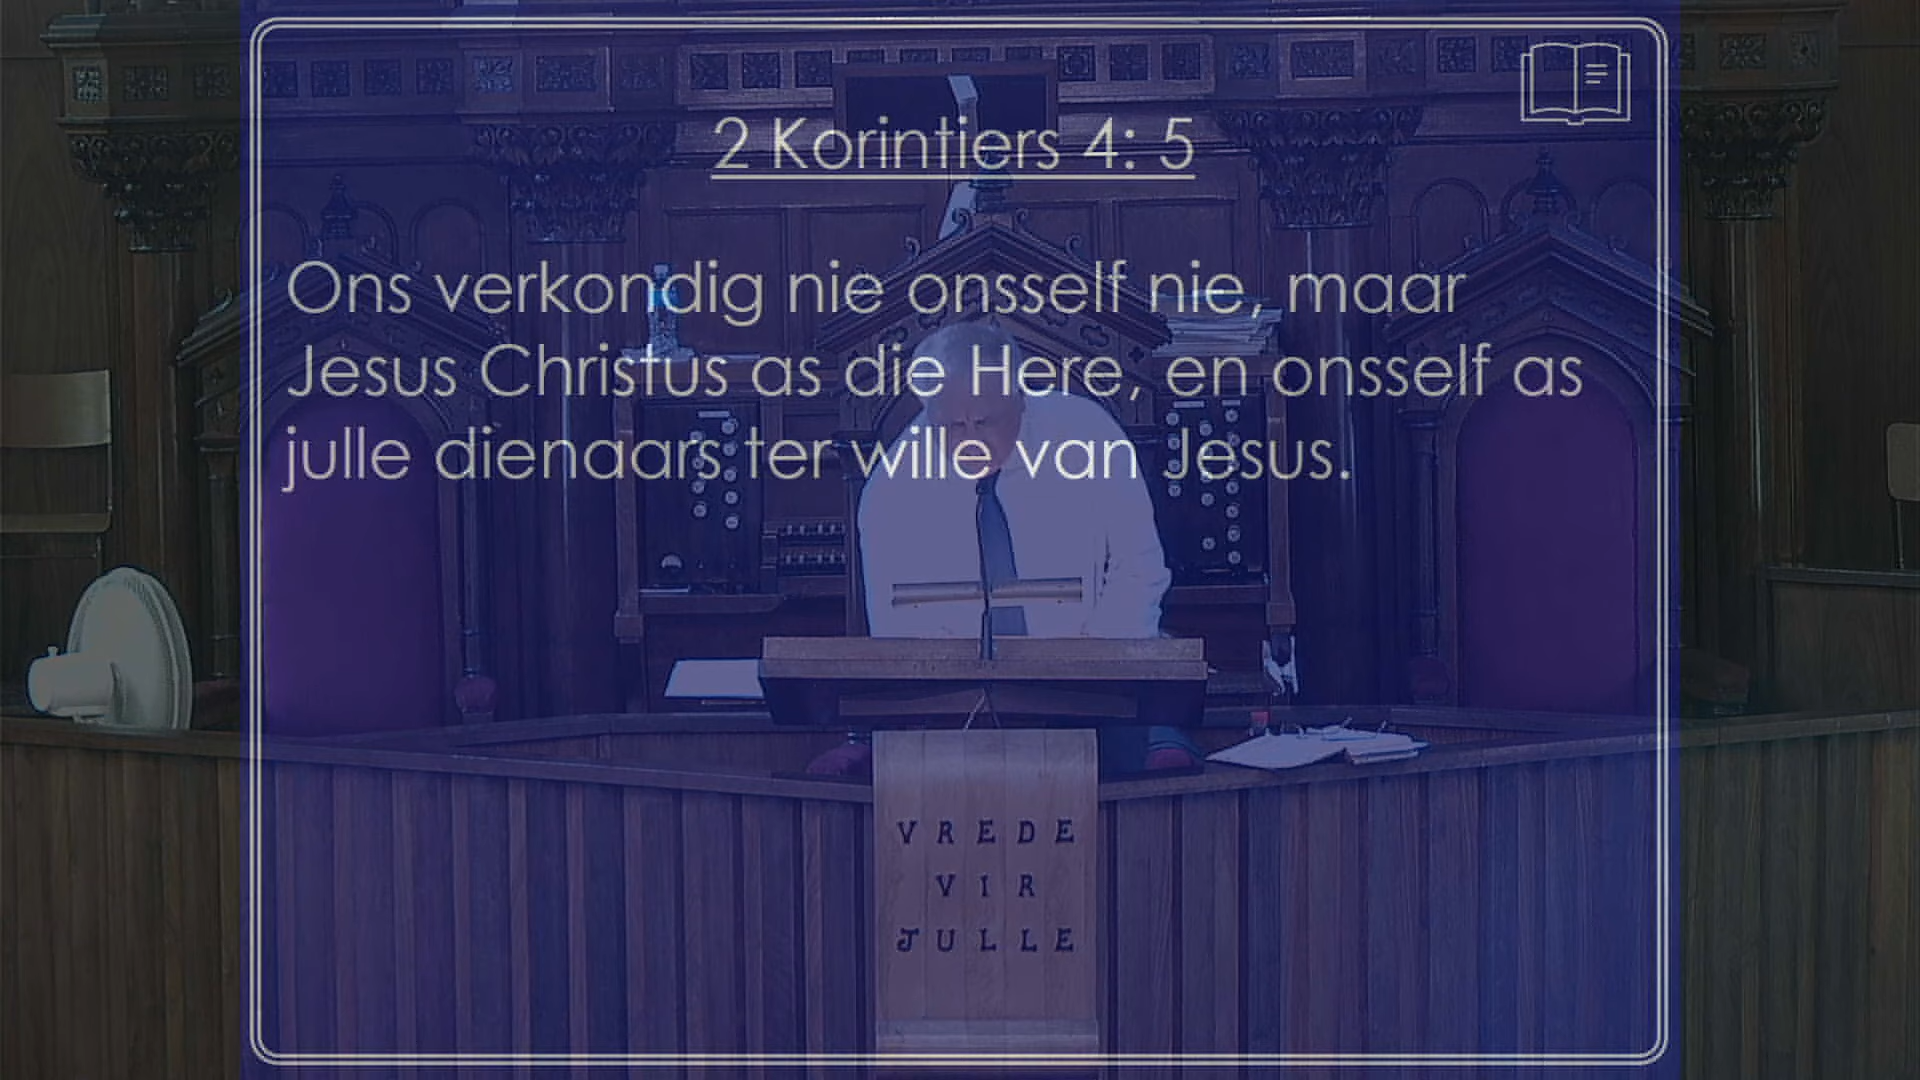 2 Korintiers 4: 5
Ons verkondig nie onsself nie, maar
Jesus Christus as die Here, en onsself as
julle dienaars ter wille van Jesus.
VREDE
VIR
JULLE